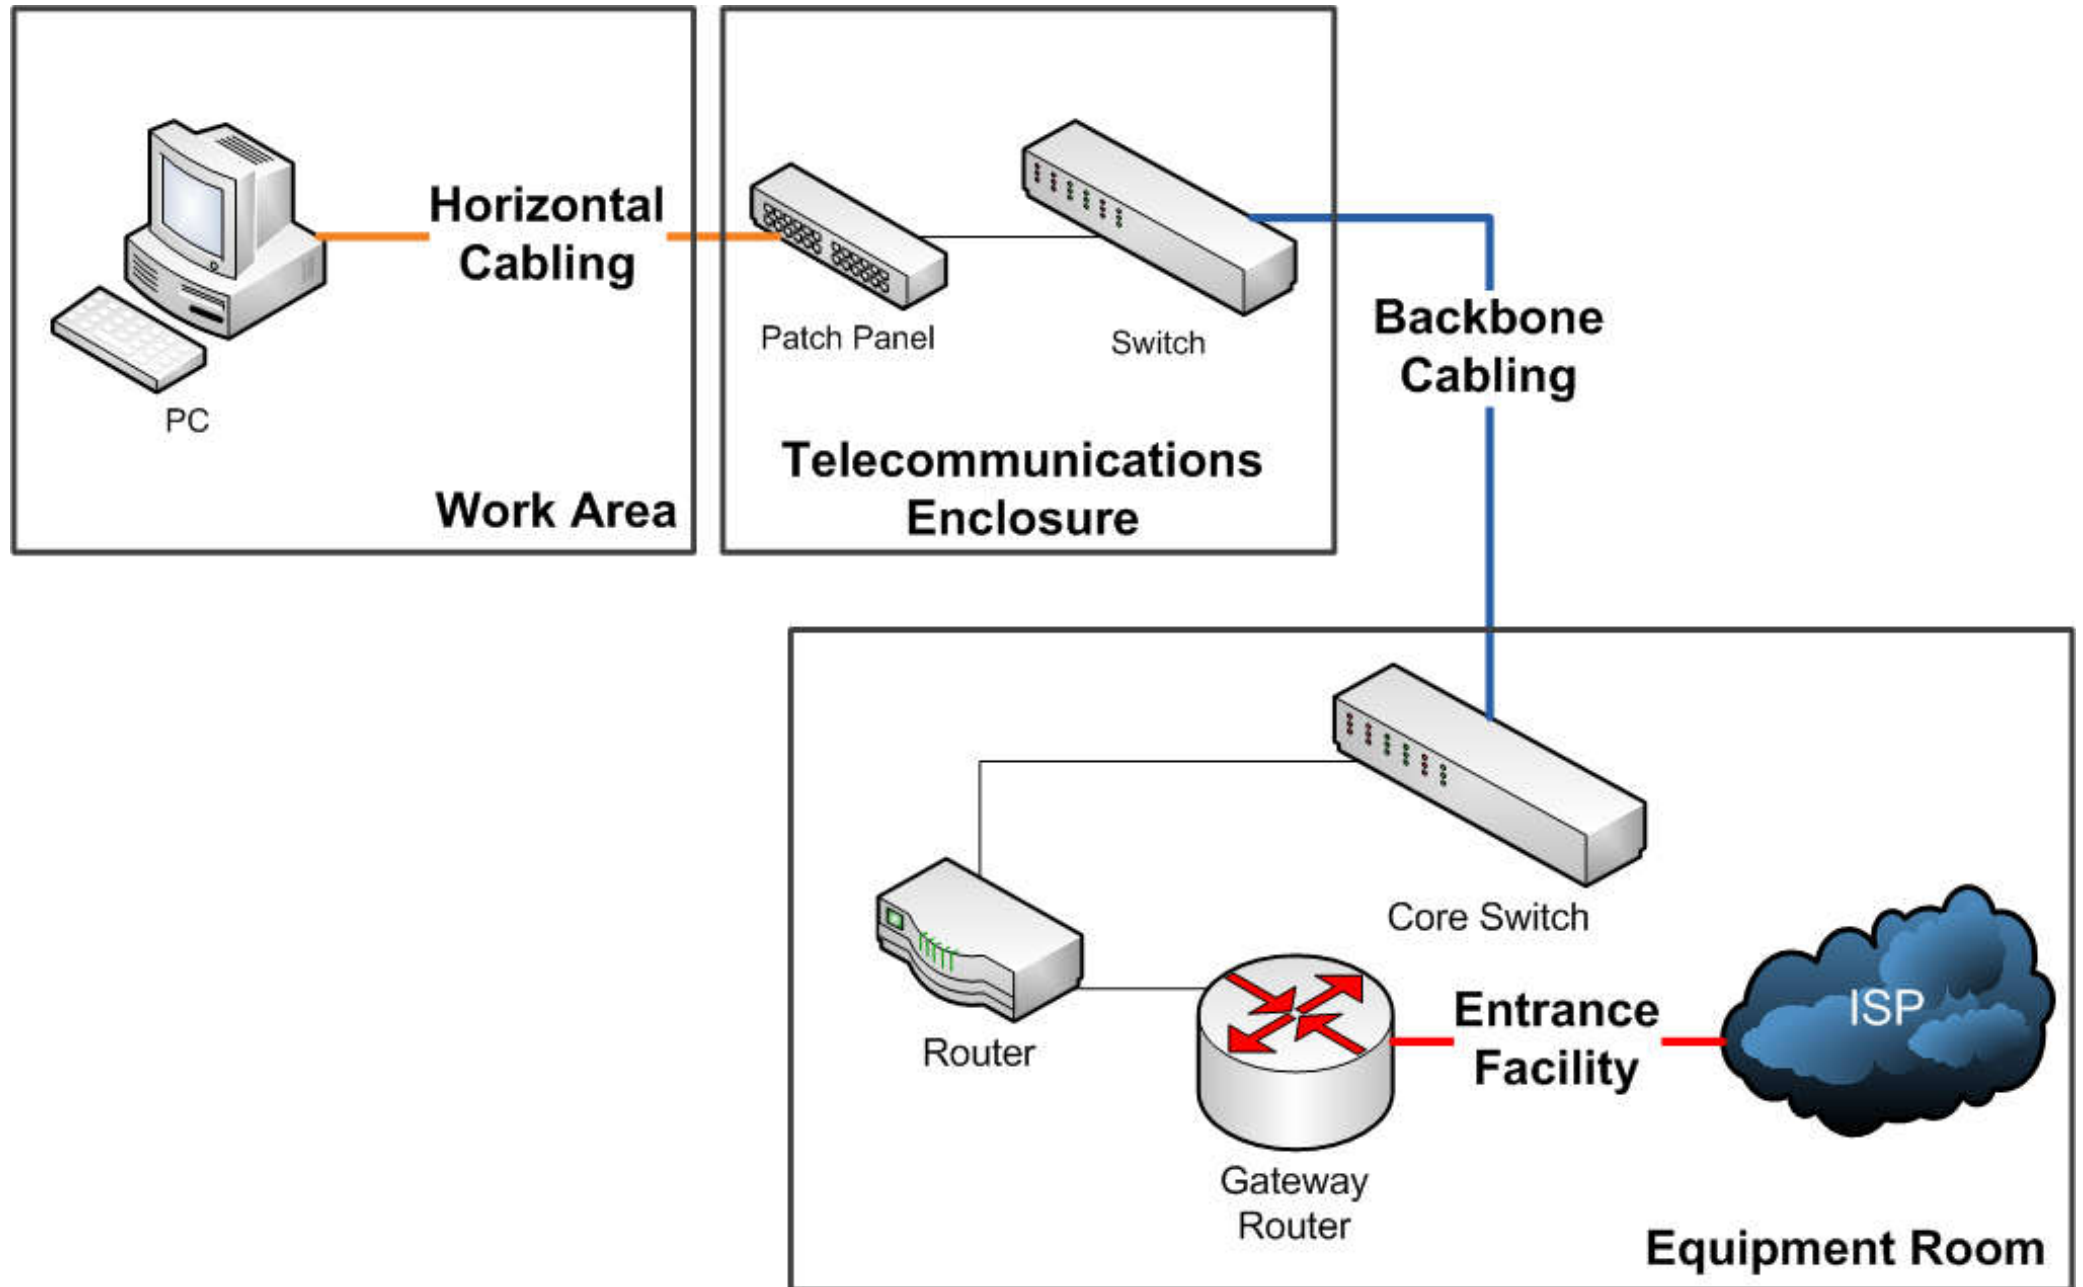 Horizontal
Cabling
PC
Work Area
Patch Panel
Switch
Telecommunications
Enclosure
Backbone
Cabling
Core Switch
Router
Gateway
Router
Entrance
Facility
ISP
Equipment Room